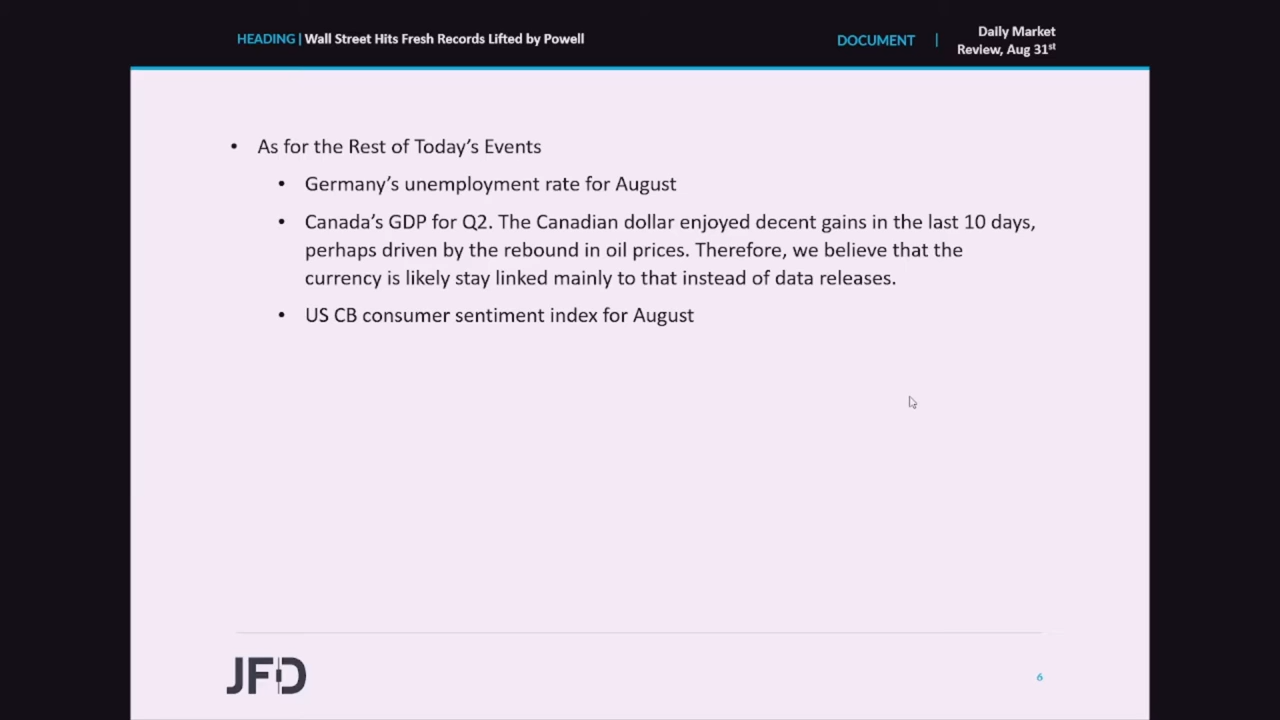 HEADING | Wall Street Hits Fresh Records Lifted by Powell
DOCUMENT |
Daily Market
Review, Aug 31st
• As for the Rest of Today's Events
• Germany's unemployment rate for August
• Canada's GDP for Q2. The Canadian dollar enjoyed decent gains in the last 10 days,
perhaps driven by the rebound in oil prices. Therefore, we believe that the
currency is likely stay linked mainly to that instead of data releases.
• US CB consumer sentiment index for August
JFD
6